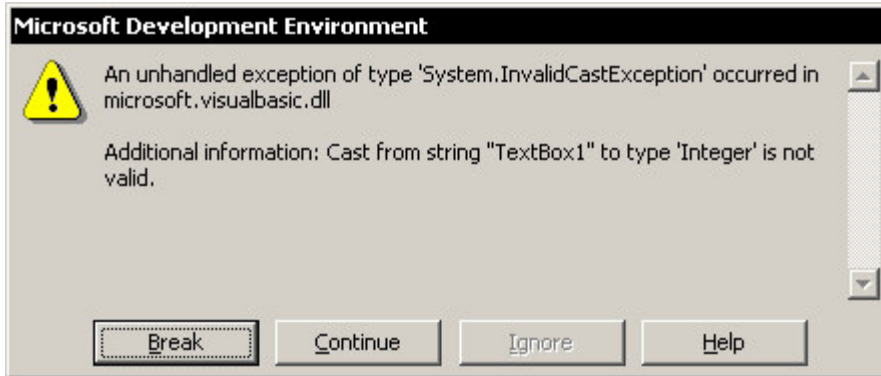 Microsoft Development Environment
An unhandled exception of type 'System.InvalidCastException' occurred in
microsoft.visualbasic.dll
Additional information: Cast from string "TextBox1" to type 'Integer' is not
valid.
Break Continue Ignore Help